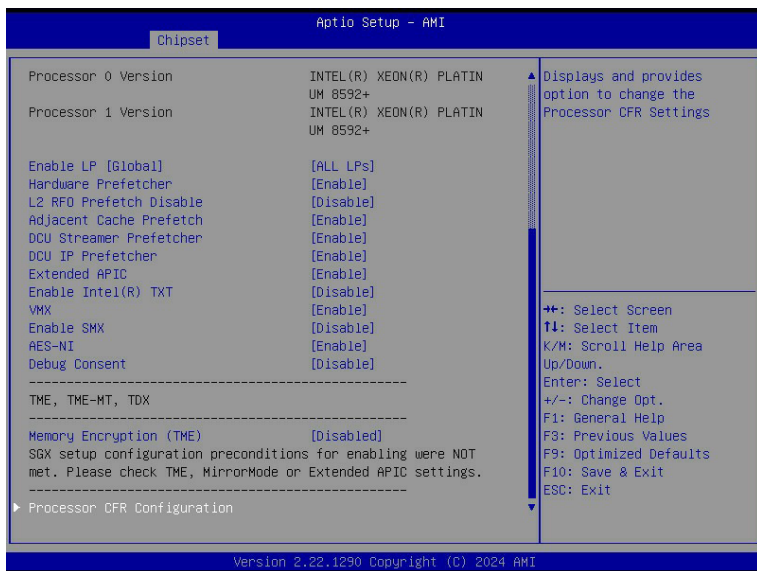 Aptio Setup - AMI
Chipset
Processor 0 Version INTEL(R) XEON(R) PLATIN
UM 8592+
Processor 1 Version INTEL(R) XEON(R) PLATIN
UM 8592+
Enable LP [Global] [ALL LPs]
Hardware Prefetcher [Enable]
L2 RFO Prefetch Disable [Disable]
Adjacent Cache Prefetch [Enable]
DCU Streamer Prefetcher [Enable]
DCU IP Prefetcher [Enable]
Extended APIC [Enable]
Enable Intel(R) TXT [Disable]
VMX [Enable]
Enable SMX [Disable]
AES-NI [Enable]
Debug Consent [Disable]
--------------------------------------------------
TME, TME-MT, TDX
--------------------------------------------------
Memory Encryption (TME) [Disabled]
SGX setup configuration preconditions for enabling were NOT
met. Please check TME, MirrorMode or Extended APIC settings.
--------------------------------------------------
Processor CFR Configuration
Displays and provides
option to change the
Processor CFR Settings
→←: Select Screen
↑↓: Select Item
K/M: Scroll Help Area
Up/Down.
Enter: Select
+/-: Change Opt.
F1: General Help
F3: Previous Values
F9: Optimized Defaults
F10: Save & Exit
ESC: Exit
Version 2.22.1290 Copyright (C) 2024 AMI